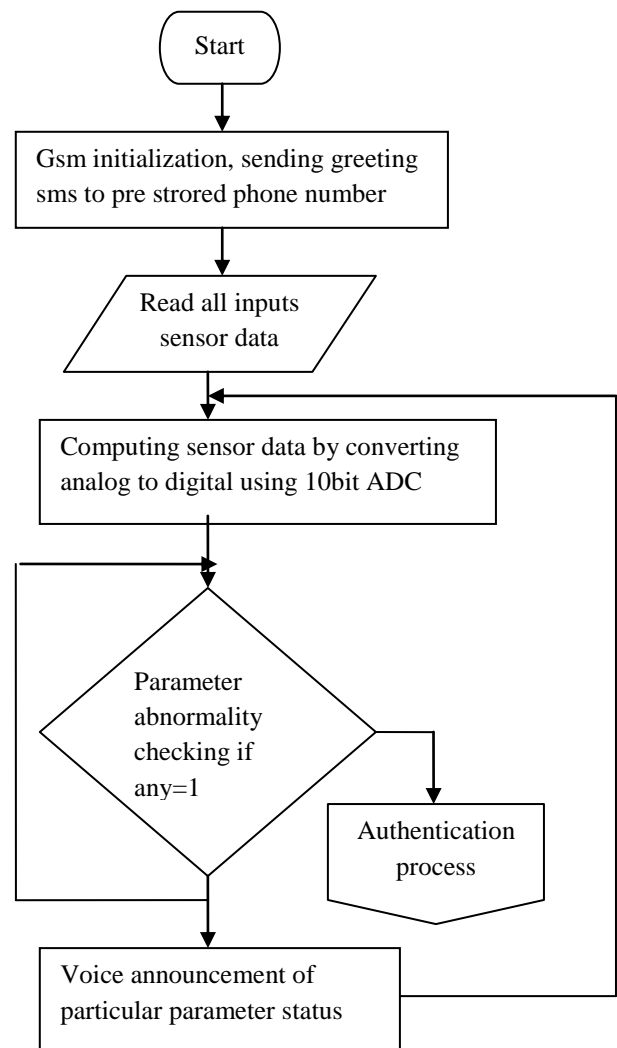 Start
Gsm initialization, sending greeting
sms to pre strored phone number
Read all inputs
sensor data
Computing sensor data by converting
analog to digital using 10bit ADC
Parameter
abnormality
checking if
any=1
Authentication
process
Voice announcement of
particular parameter status